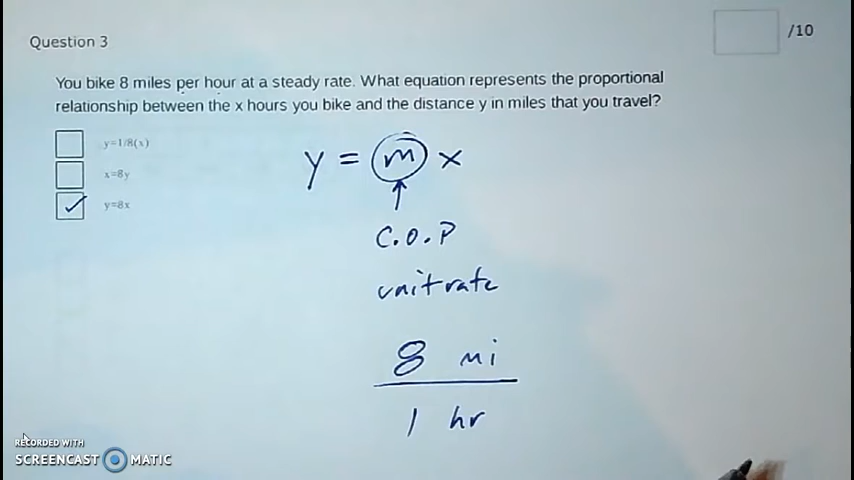 Question 3
/10
You bike 8 miles per hour at a steady rate. What equation represents the proportional
relationship between the x hours you bike and the distance y in miles that you travel?
y=1/8(x)
x=8y
y=8x
y = m x
C.O.P
unit rate
8 mi
1 hr
RECORDED WITH
SCREENCAST MATIC